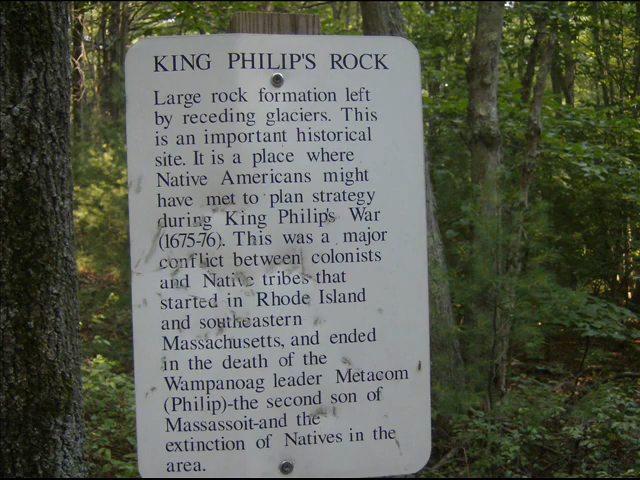 KING PHILIP'S ROCK
Large rock formation left
by receding glaciers. This
is an important historical
site. It is a place where
Native Americans might
have met to plan strategy
during King Philip's War
(1675-76). This was a major
conflict between colonists
and Native tribes that
started in Rhode Island
and southeastern
Massachusetts, and ended
in the death of the
Wampanoag leader Metacom
(Philip)-the second son of
Massassoit-and the
extinction of Natives in the
area.